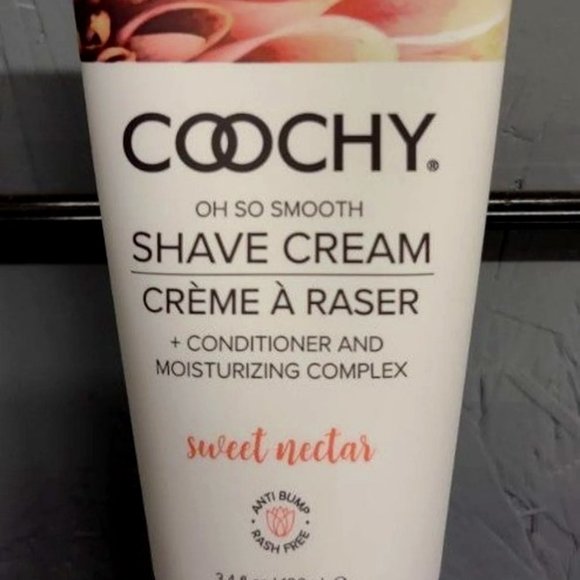 COOCHY®
OH SO SMOOTH
SHAVE CREAM
CRÈME À RASER
+ CONDITIONER AND
MOISTURIZING COMPLEX
sweet nectar
ANTI BUMP
• RASH FREE •